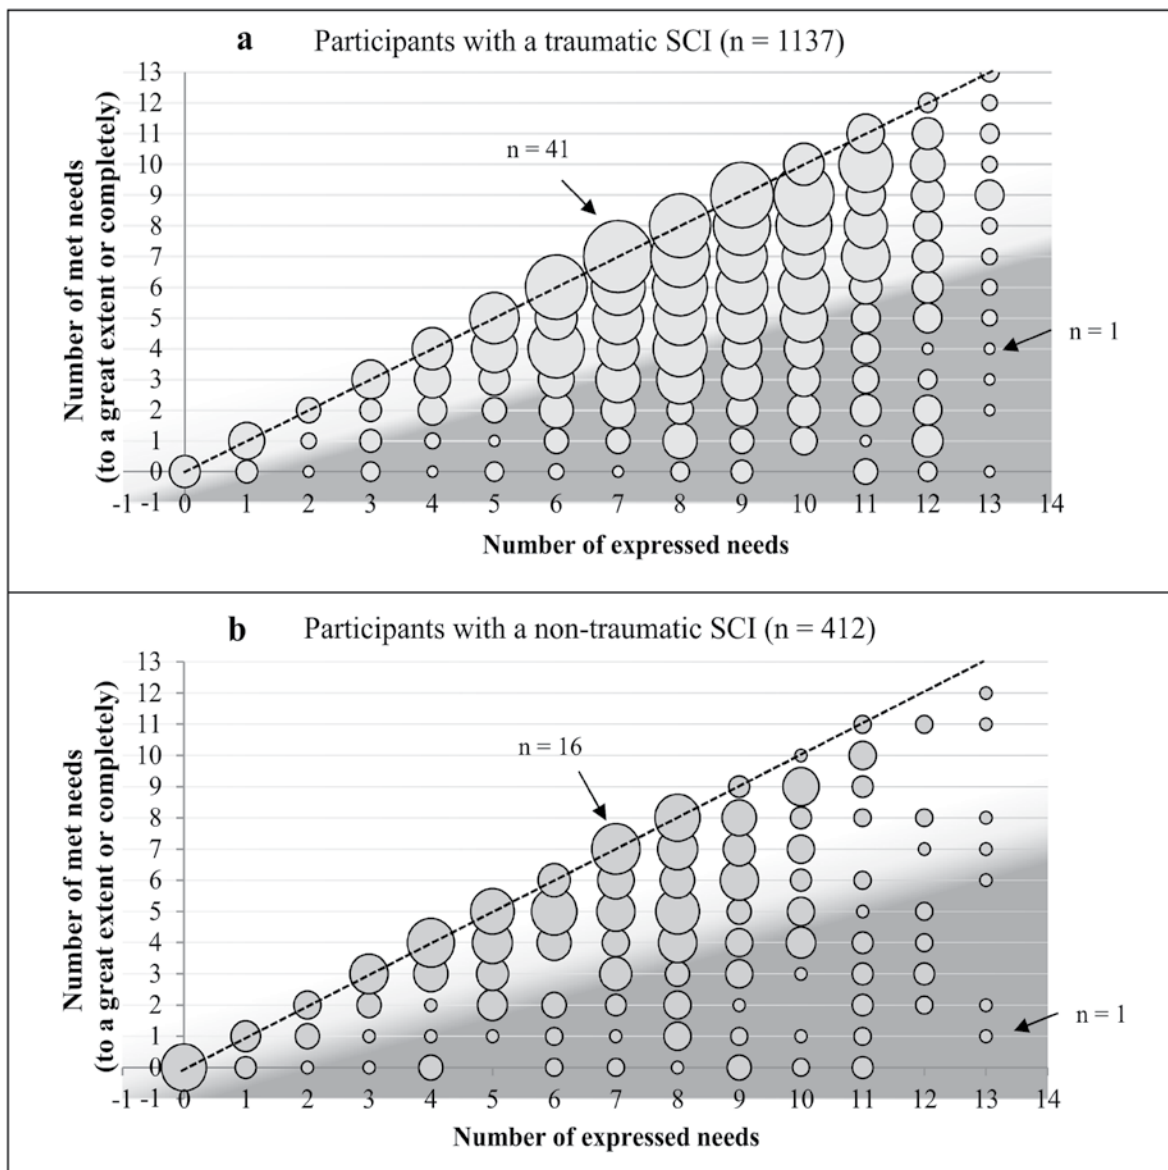 a Participants with a traumatic SCI (n = 1137)
Number of met needs
(to a great extent or completely)
13
12
11
10
9
8
7
6
5
4
3
2
1
0
-1
n = 41
n = 1
-1 0 1 2 3 4 5 6 7 8 9 10 11 12 13 14
Number of expressed needs
b Participants with a non-traumatic SCI (n = 412)
Number of met needs
(to a great extent or completely)
13
12
11
10
9
8
7
6
5
4
3
2
1
0
-1
n = 16
n = 1
-1 0 1 2 3 4 5 6 7 8 9 10 11 12 13 14
Number of expressed needs